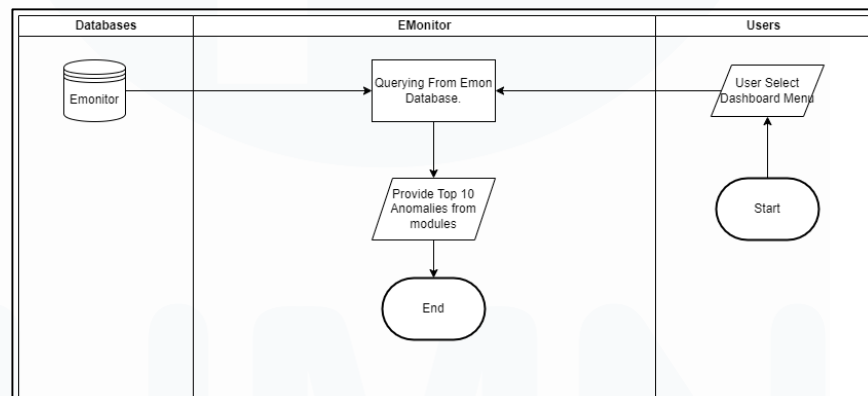 Databases
EMonitor
Users
Emonitor
Querying From Emon
Database.
User Select
Dashboard Menu
Provide Top 10
Anomalies from
modules
Start
End